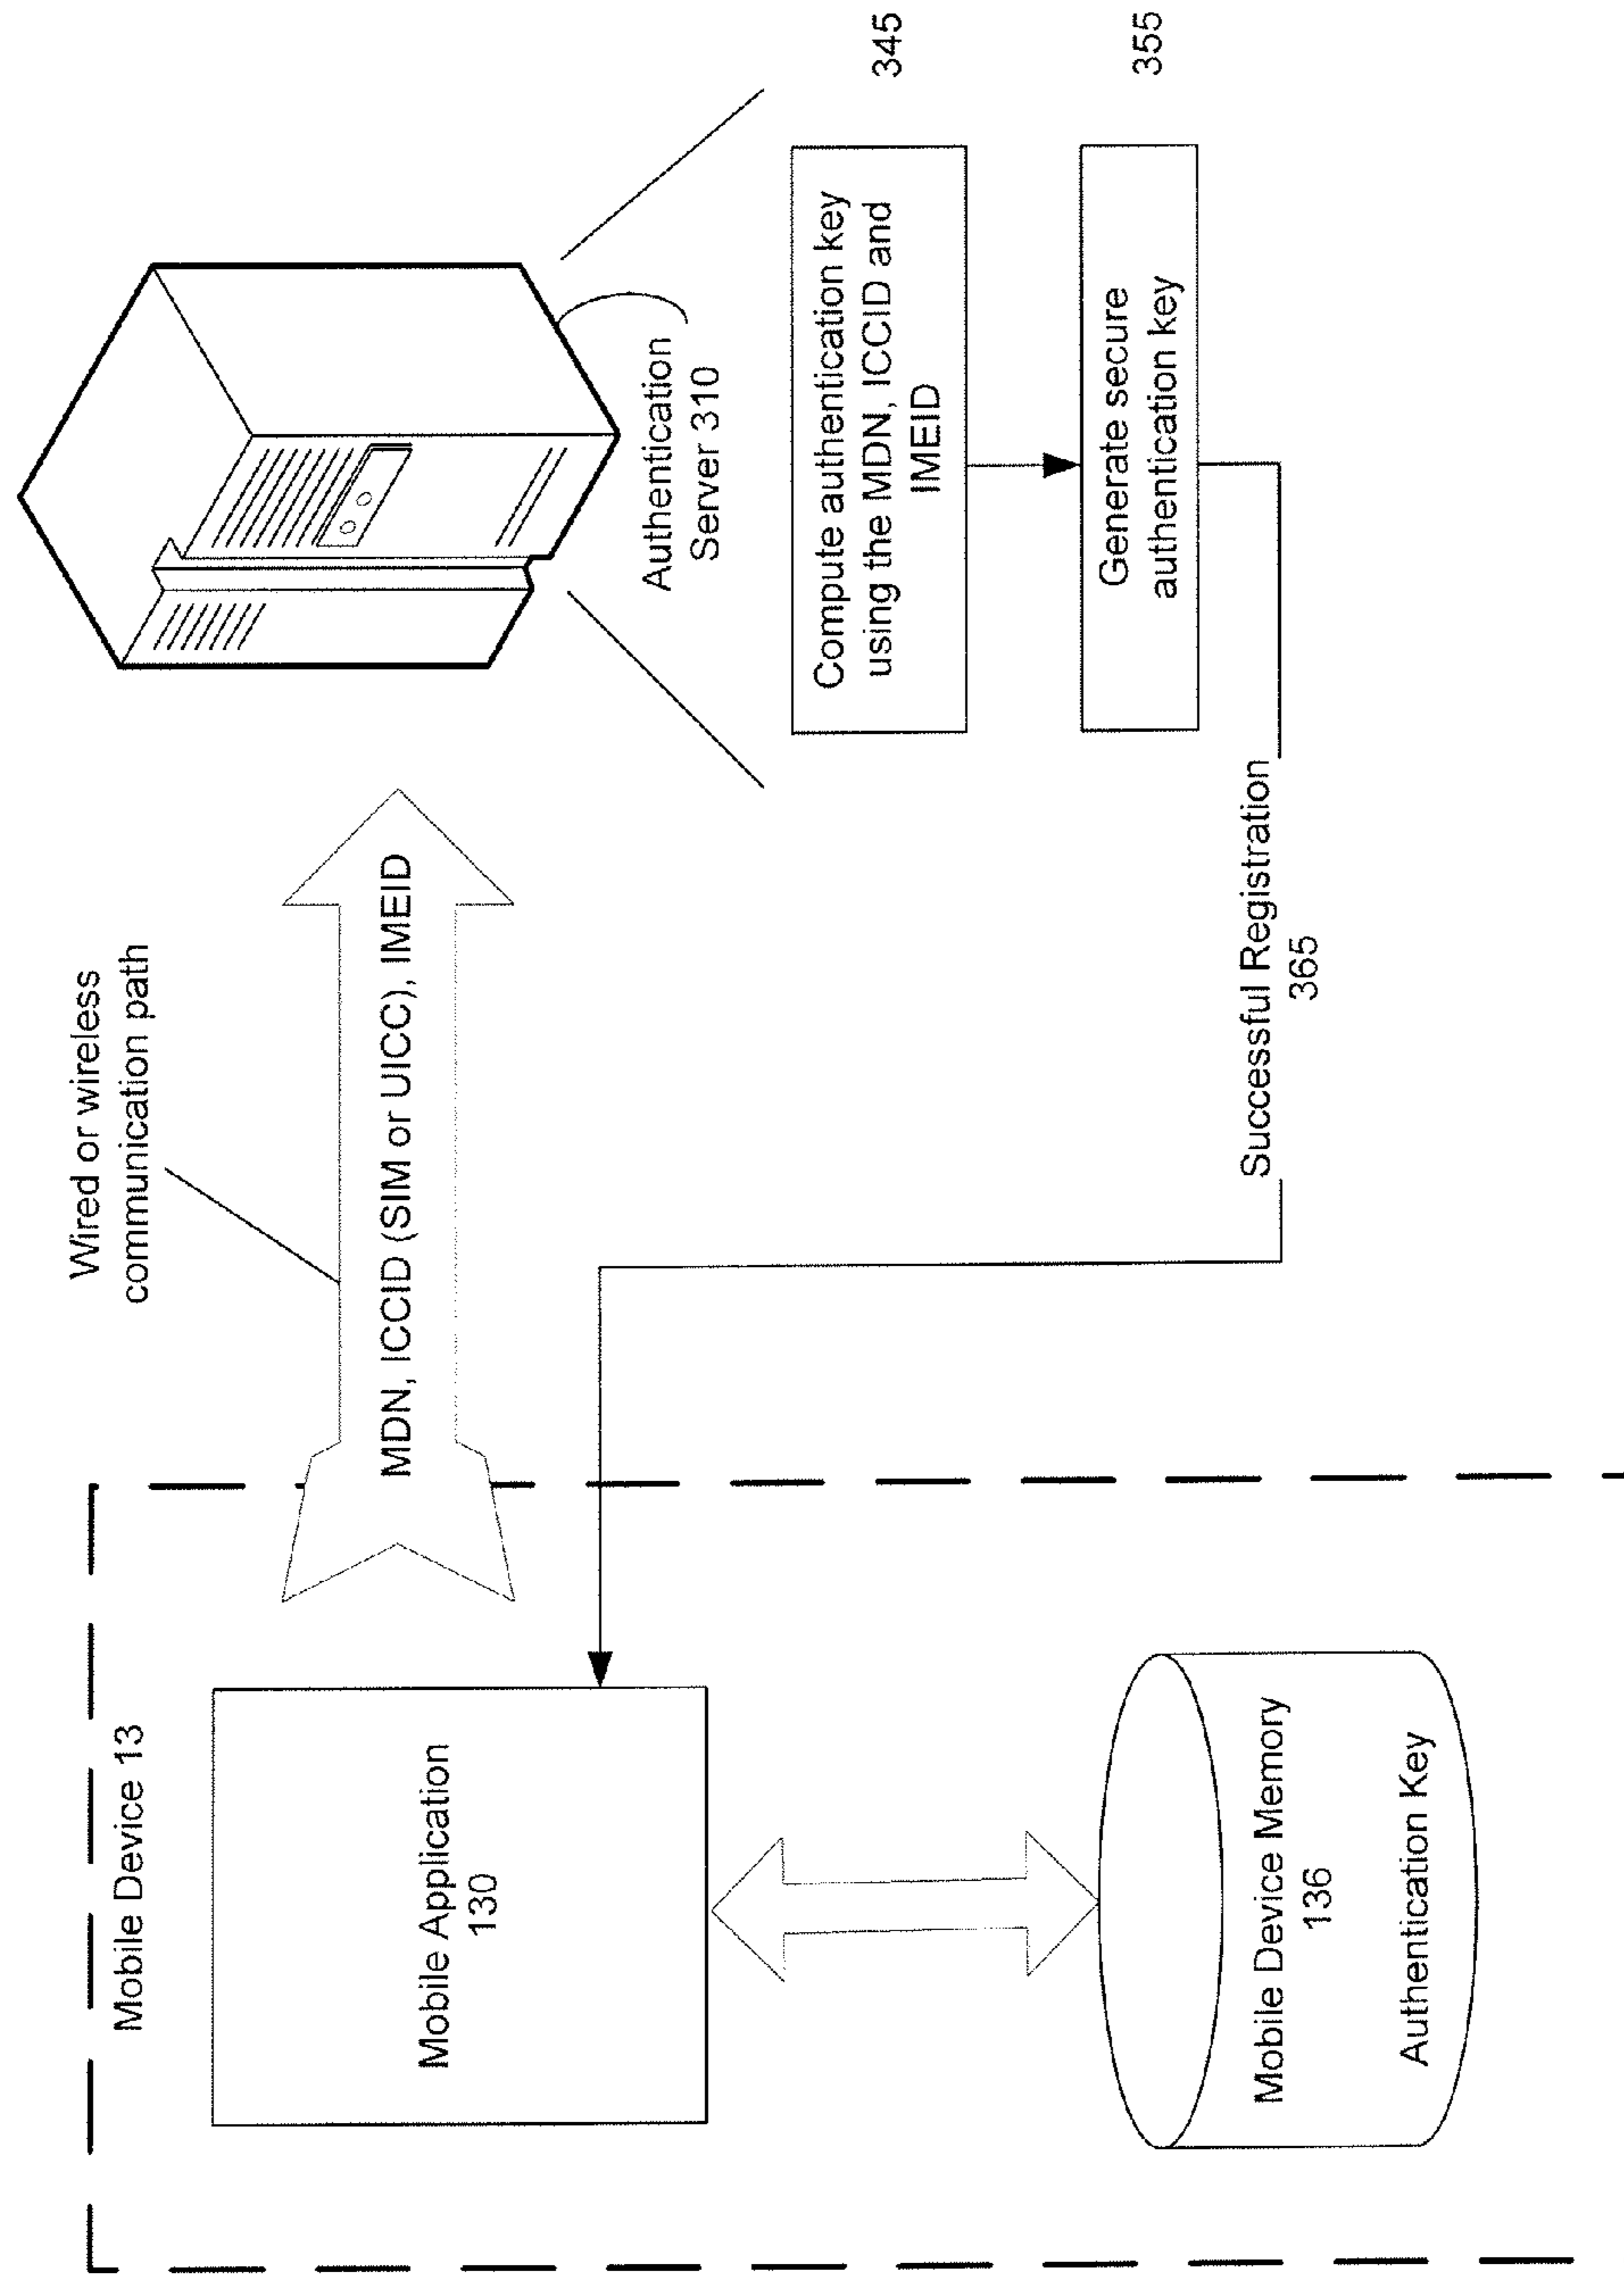 Mobile Device 13
Mobile Application
130
Mobile Device Memory
136
Authentication Key
Wired or wireless
communication path
MDN, ICCID (SIM or UICC), IMEID
Authentication
Server 310
Compute authentication key
using the MDN, ICCID and
IMEID
345
Generate secure
authentication key
355
Successful Registration
365